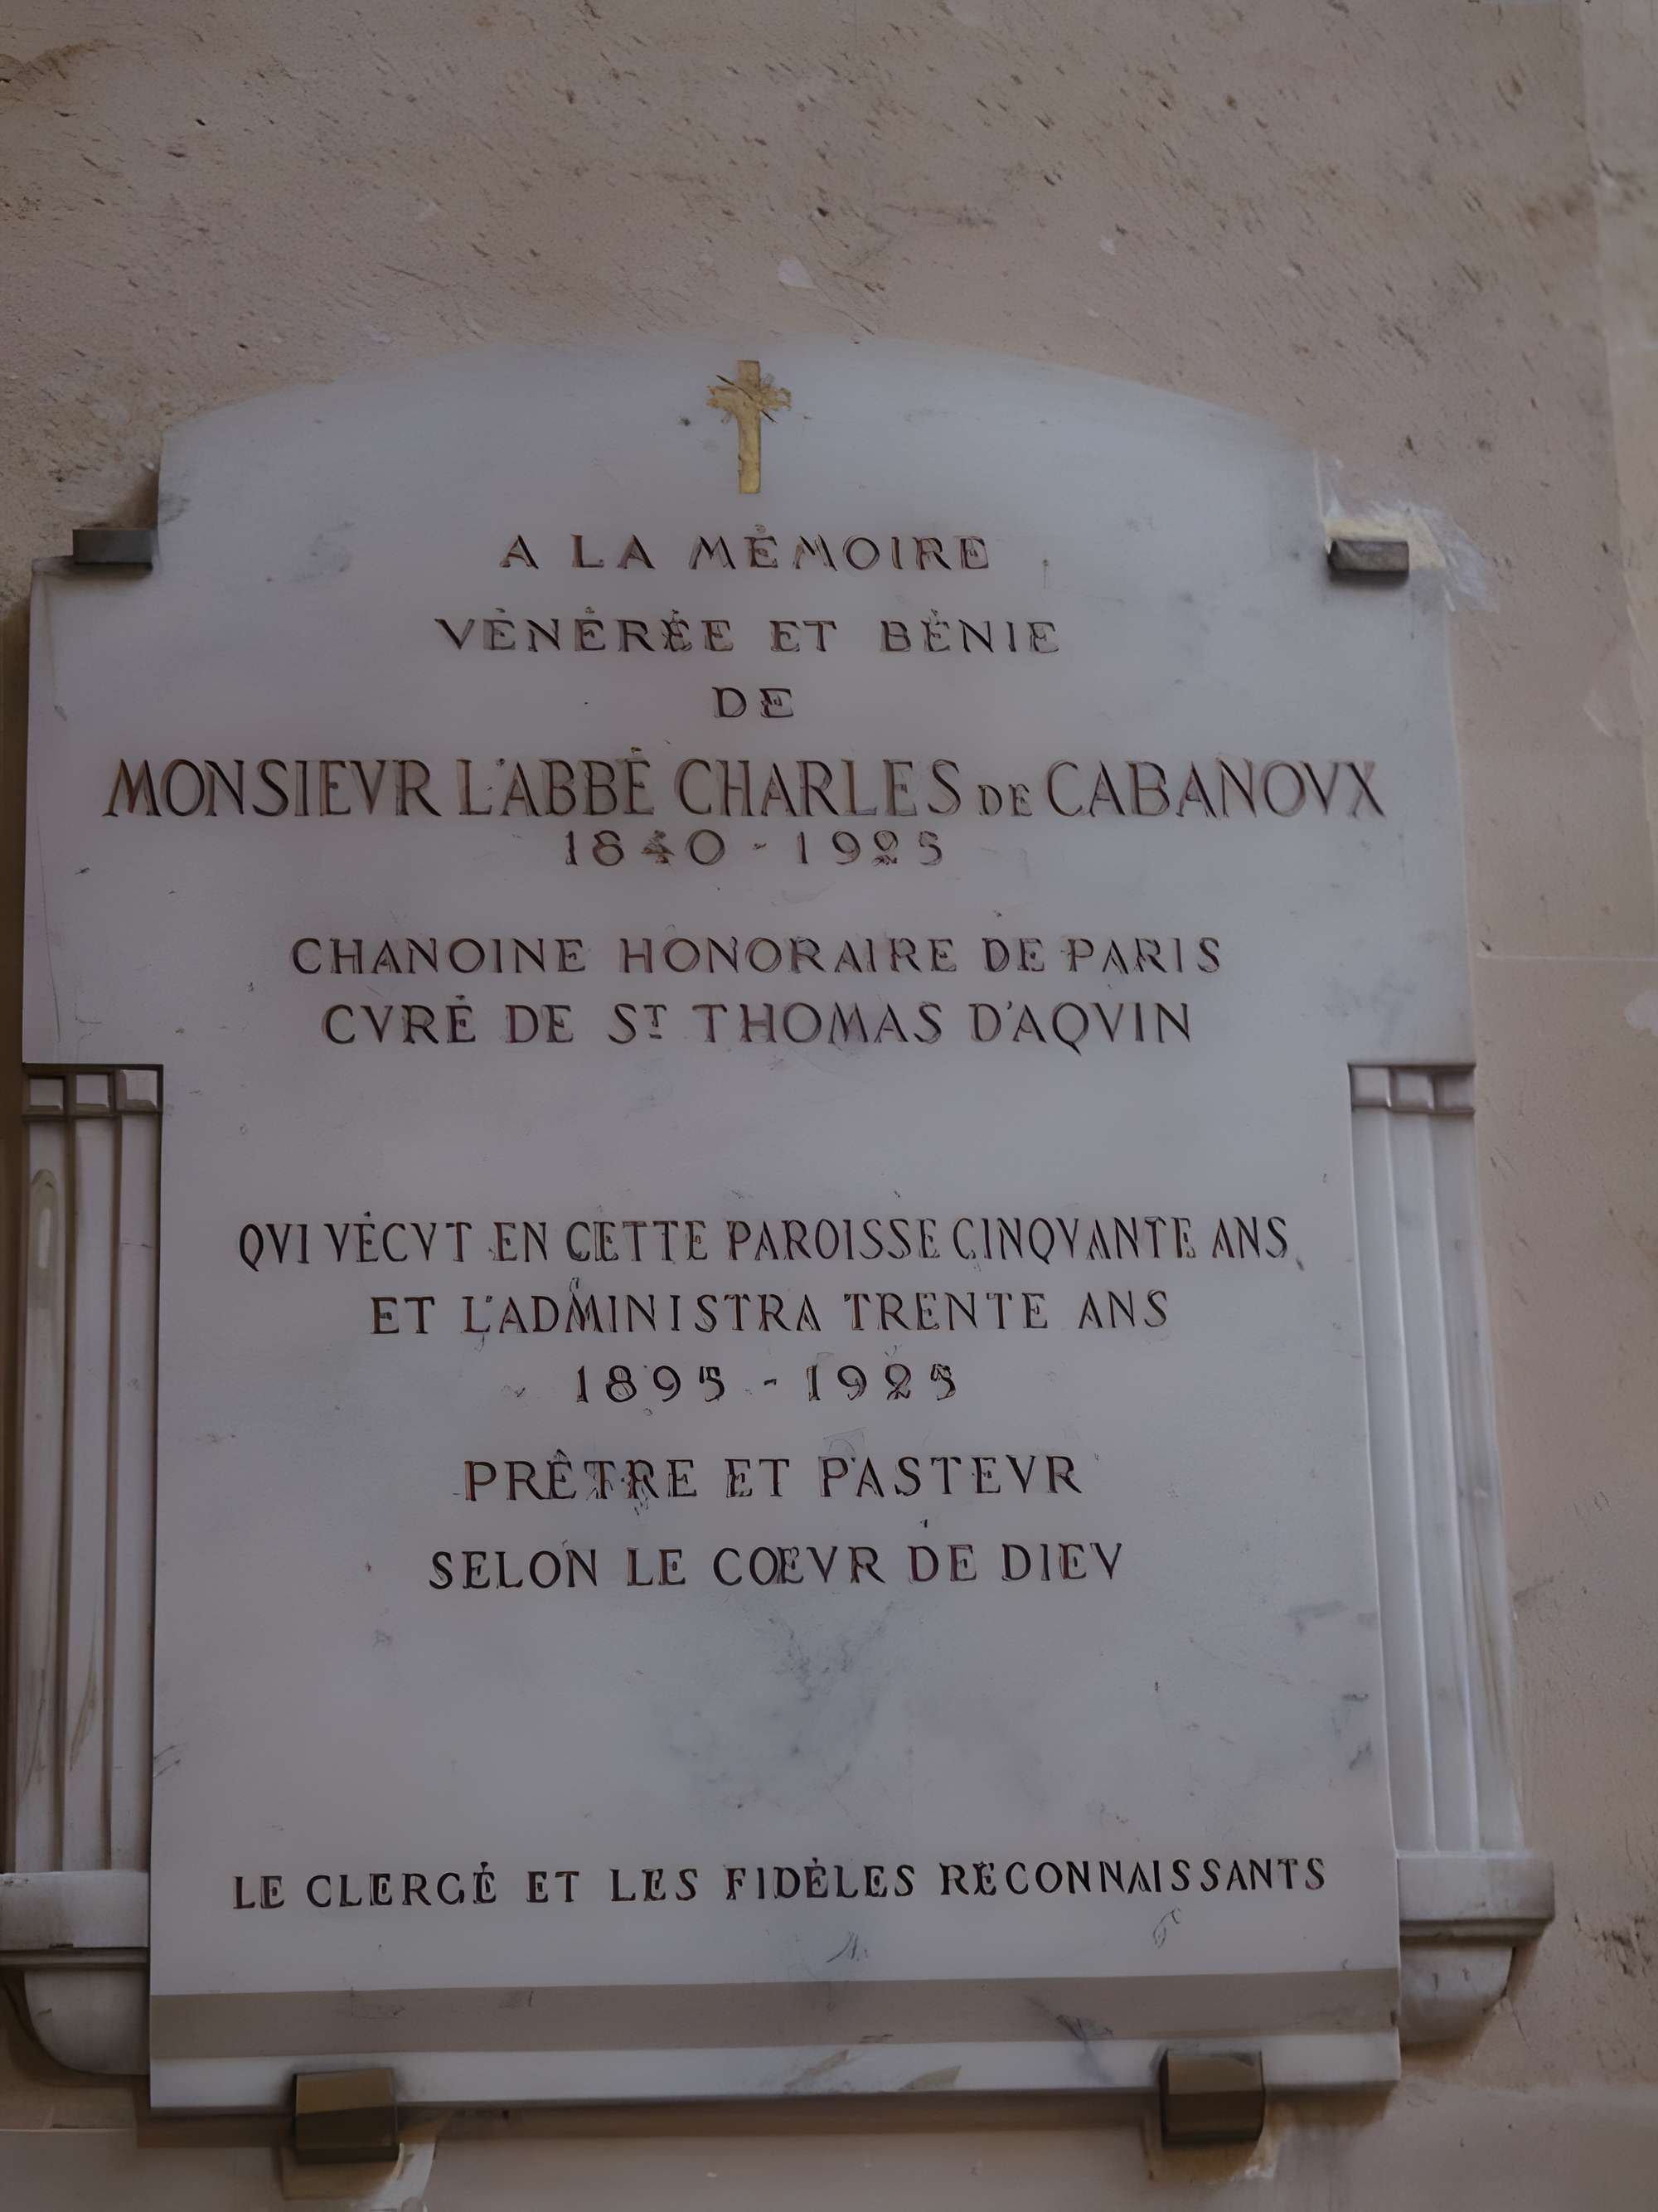 A LA MÉMOIRE
VÉNÉRÉE ET BÉNIE
DE
MONSIEVR L'ABBÉ CHARLES DE CABANOVX
1840 - 1925
CHANOINE HONORAIRE DE PARIS
CVRÉ DE ST THOMAS D'AQVIN
QVI VÉCVT EN CETTE PAROISSE CINQVANTE ANS
ET L'ADMINISTRA TRENTE ANS
1895 - 1925
PRÊTRE ET PASTEVR
SELON LE CŒVR DE DIEV
LE CLERGÉ ET LES FIDÈLES RECONNAISSANTS